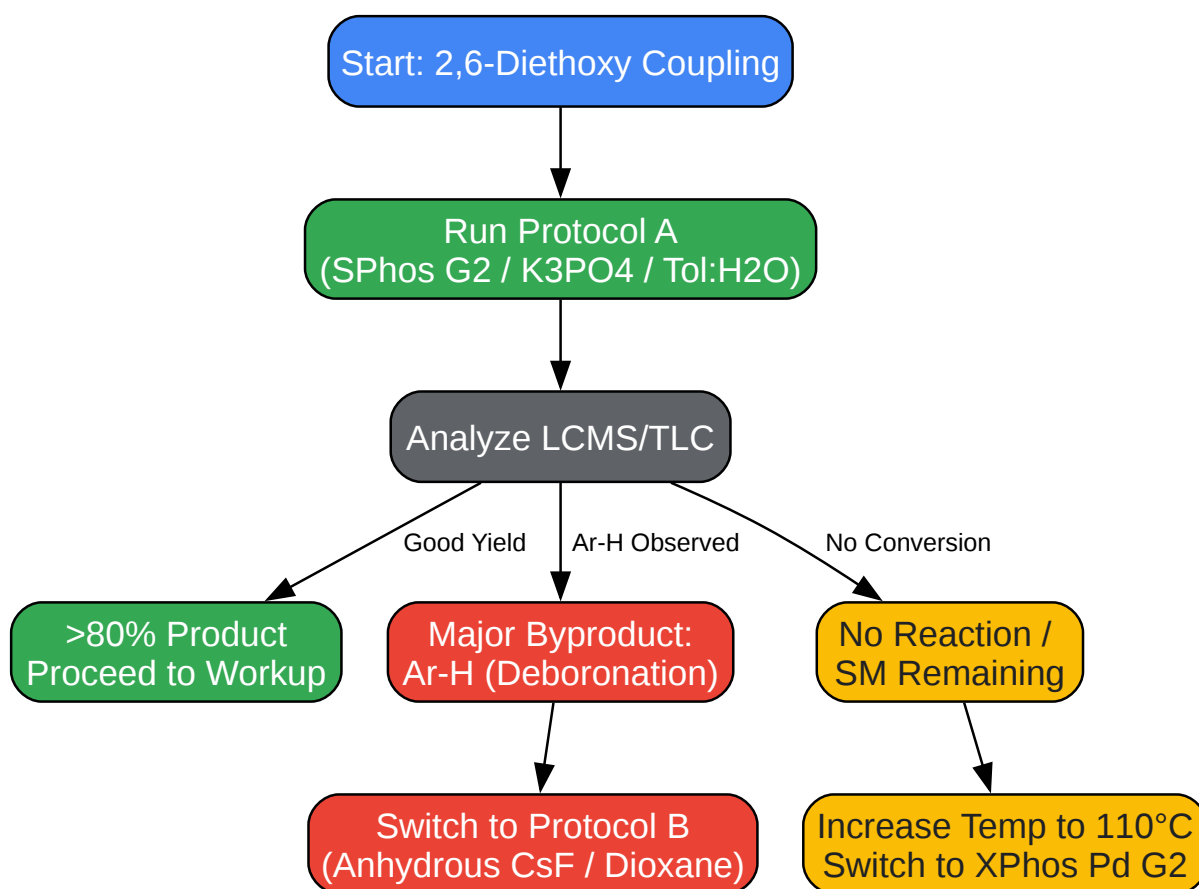 Start: 2,6-Diethoxy Coupling
Run Protocol A
(SPhos G2 / K3PO4 / Tol:H2O)
Analyze LCMS/TLC
Good Yield
Ar-H Observed
No Conversion
>80% Product
Proceed to Workup
Major Byproduct:
Ar-H (Deboronation)
No Reaction /
SM Remaining
Switch to Protocol B
(Anhydrous CsF / Dioxane)
Increase Temp to 110°C
Switch to XPhos Pd G2